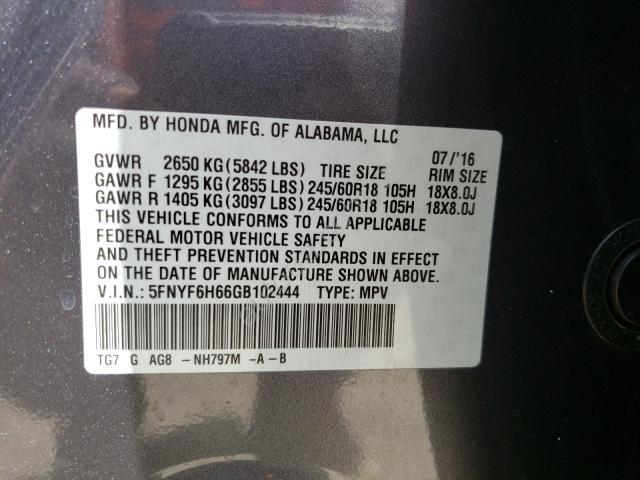 MFD. BY HONDA MFG. OF ALABAMA, LLC
07/'16
GVWR 2650 KG(5842 LBS) TIRE SIZE RIM SIZE
GAWR F 1295 KG(2855 LBS) 245/60R18 105H 18X8.0J
GAWR R 1405 KG(3097 LBS) 245/60R18 105H 18X8.0J
THIS VEHICLE CONFORMS TO ALL APPLICABLE
FEDERAL MOTOR VEHICLE SAFETY
AND THEFT PREVENTION STANDARDS IN EFFECT
ON THE DATE OF MANUFACTURE SHOWN ABOVE.
V.I.N.: 5FNYF6H66GB102444 TYPE: MPV
TG7 G AG8 - NH797M -A-B